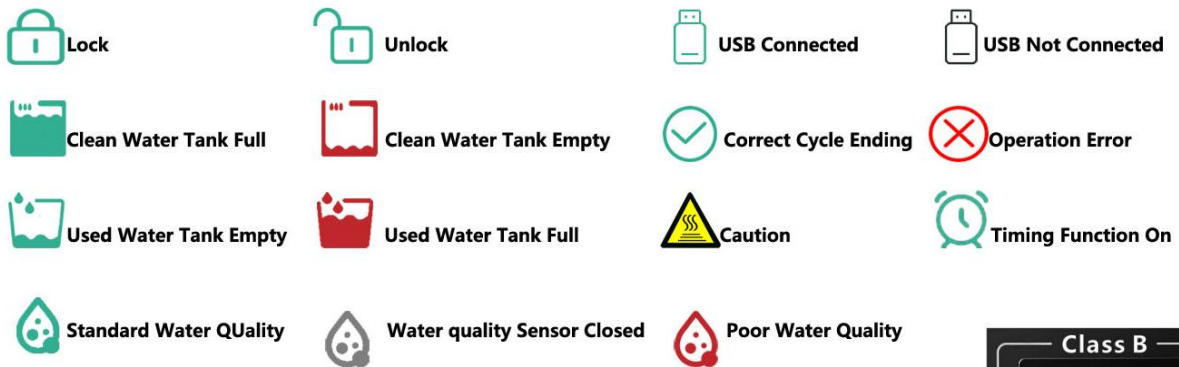 Lock
Unlock
USB Connected
USB Not Connected
Clean Water Tank Full
Clean Water Tank Empty
Correct Cycle Ending
Operation Error
Used Water Tank Empty
Used Water Tank Full
Caution
Timing Function On
Standard Water QUality
Water quality Sensor Closed
Poor Water Quality
Class B